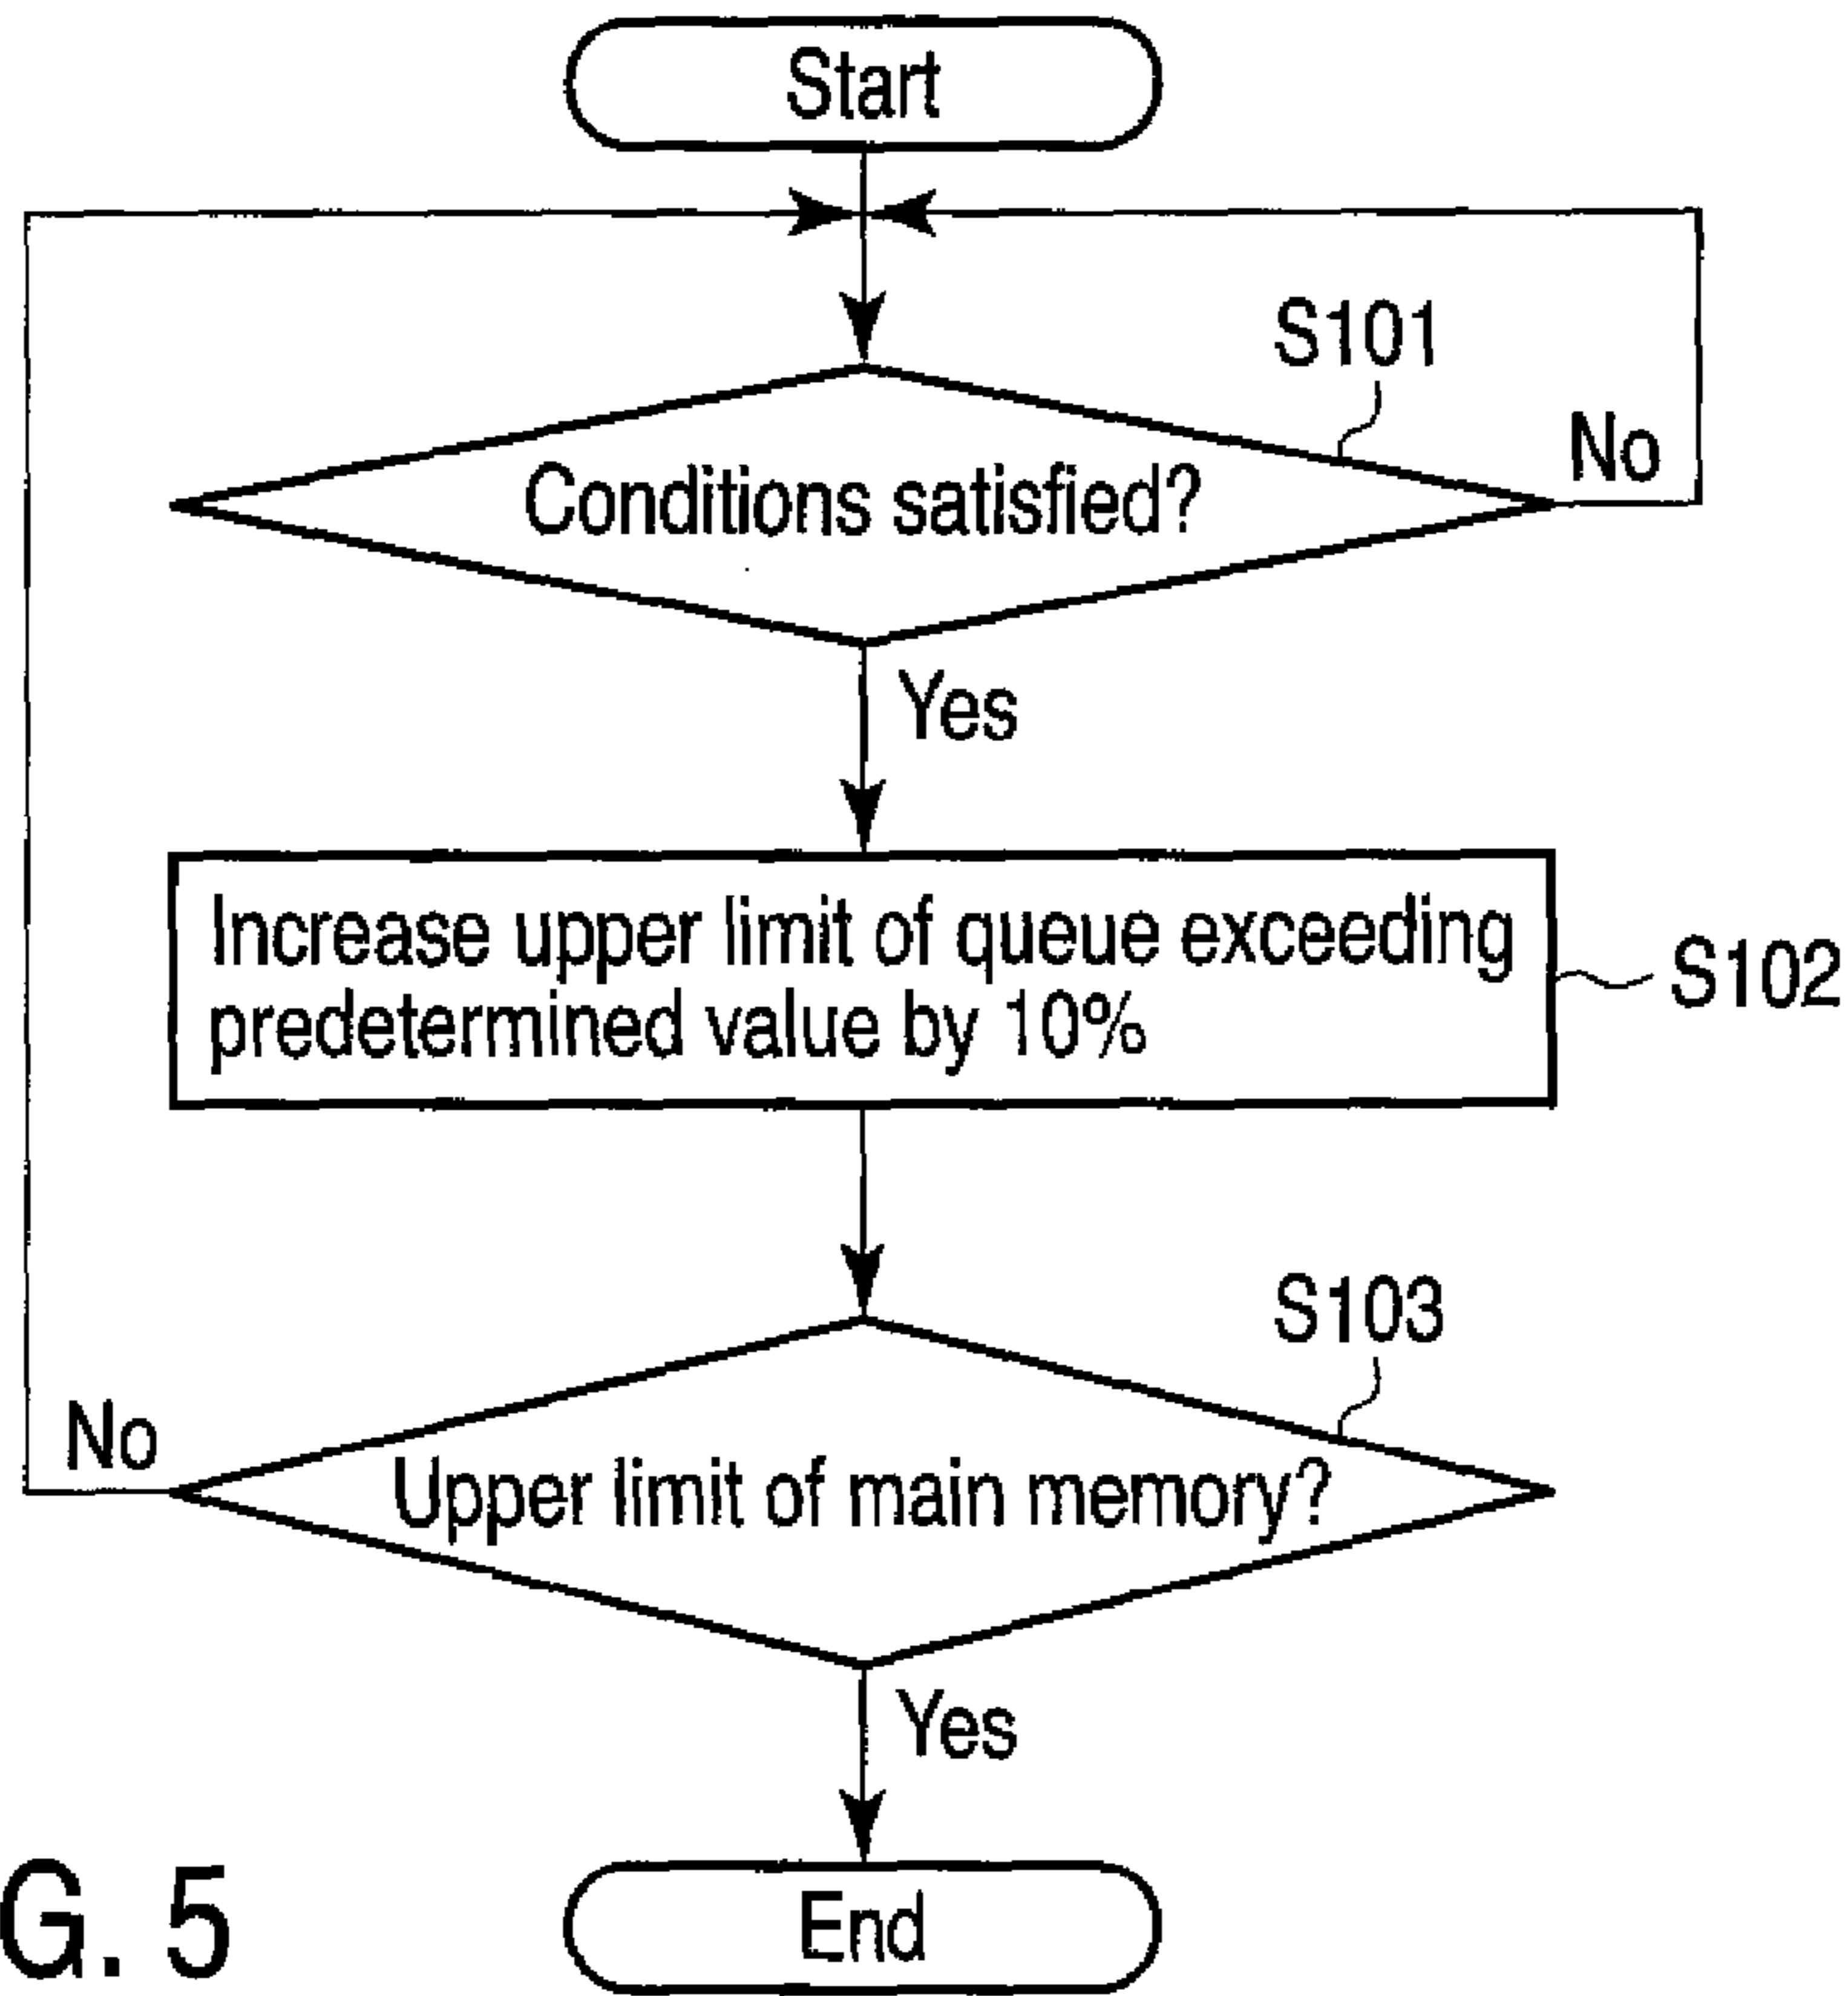 Start
S101
No
Conditions satisfied?
Yes
Increase upper limit of queue exceeding
predetermined value by 10%
S102
S103
No
Upper limit of main memory?
Yes
End
G. 5